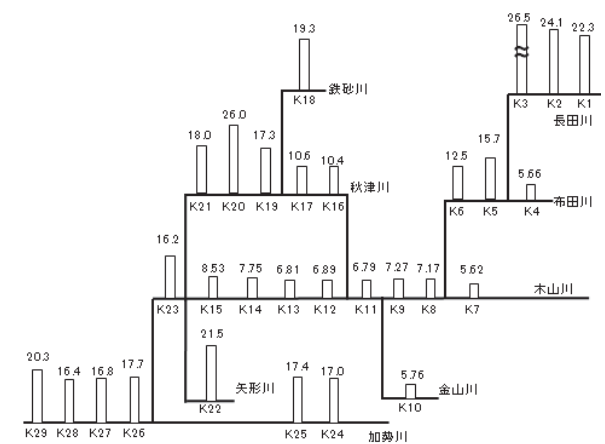 26.5 24.1 22.3
K3 K2 K1
長田川
19.3
K18
鉄砂川
18.0 26.0 17.3 10.6 10.4
K21 K20 K19 K17 K16
秋津川
12.5 15.7 5.66
K6 K5 K4
布田川
16.2 8.53 7.75 6.81 6.89 6.79 7.27 7.17 5.62
K23 K15 K14 K13 K12 K11 K9 K8 K7
木山川
21.5
K22
矢形川
5.76
K10
金山川
20.3 16.4 16.8 17.7 17.4 17.0
K29 K28 K27 K26 K25 K24
加勢川